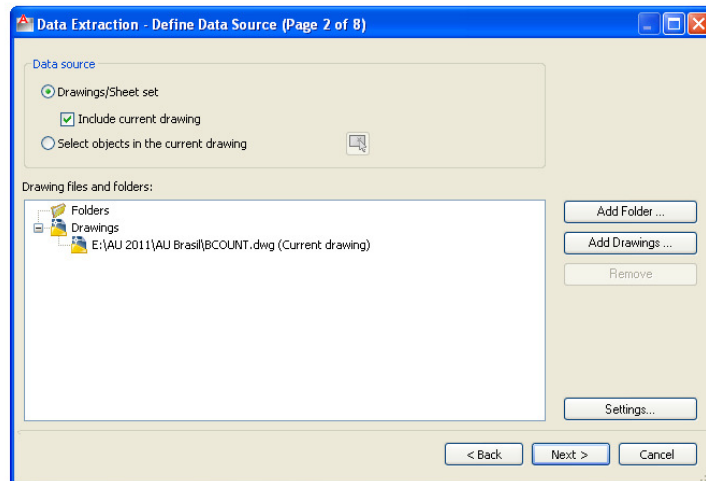 Data Extraction - Define Data Source (Page 2 of 8)
Data source
Drawings/Sheet set
Include current drawing
Select objects in the current drawing
Drawing files and folders:
Folders
Drawings
E:\AU 2011\AU Brasil\BCOUNT.dwg (Current drawing)
Add Folder ...
Add Drawings ...
Remove
Settings...
< Back
Next >
Cancel